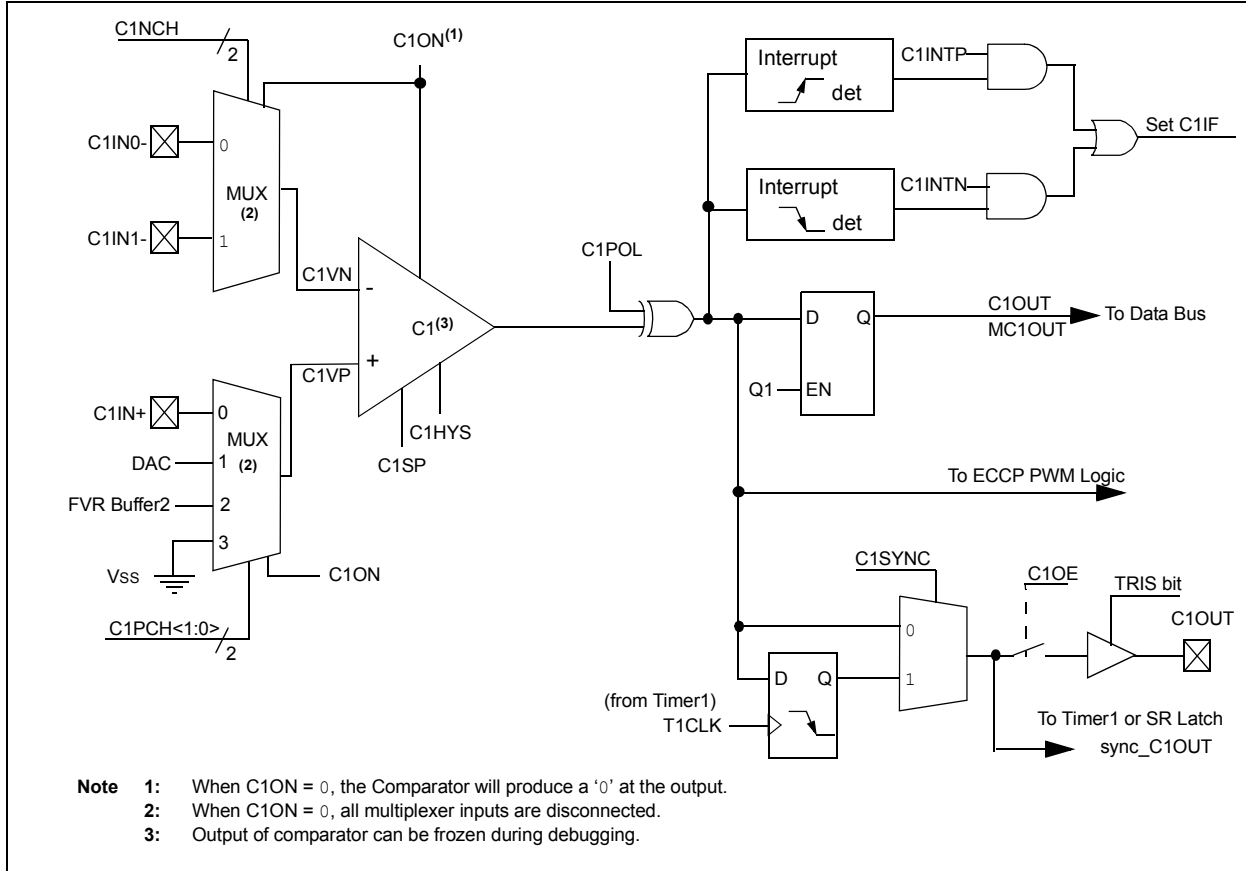 C1NCH
2
C1ON(1)
C1IN0-
0
MUX
(2)
C1IN1-
1
C1VN
-
C1(3)
+
C1VP
C1HYS
C1SP
C1IN+
0
MUX
(2)
DAC
1
FVR Buffer2
2
3
VSS
C1ON
C1PCH<1:0>
2
C1POL
Interrupt
det
C1INTP
Set C1IF
Interrupt
det
C1INTN
D Q
Q1
EN
C1OUT
MC1OUT
To Data Bus
To ECCP PWM Logic
C1SYNC
0
1
C1OE
TRIS bit
C1OUT
D Q
(from Timer1)
T1CLK
To Timer1 or SR Latch
sync_C1OUT
Note 1: When C1ON = 0, the Comparator will produce a ‘0’ at the output.
2: When C1ON = 0, all multiplexer inputs are disconnected.
3: Output of comparator can be frozen during debugging.